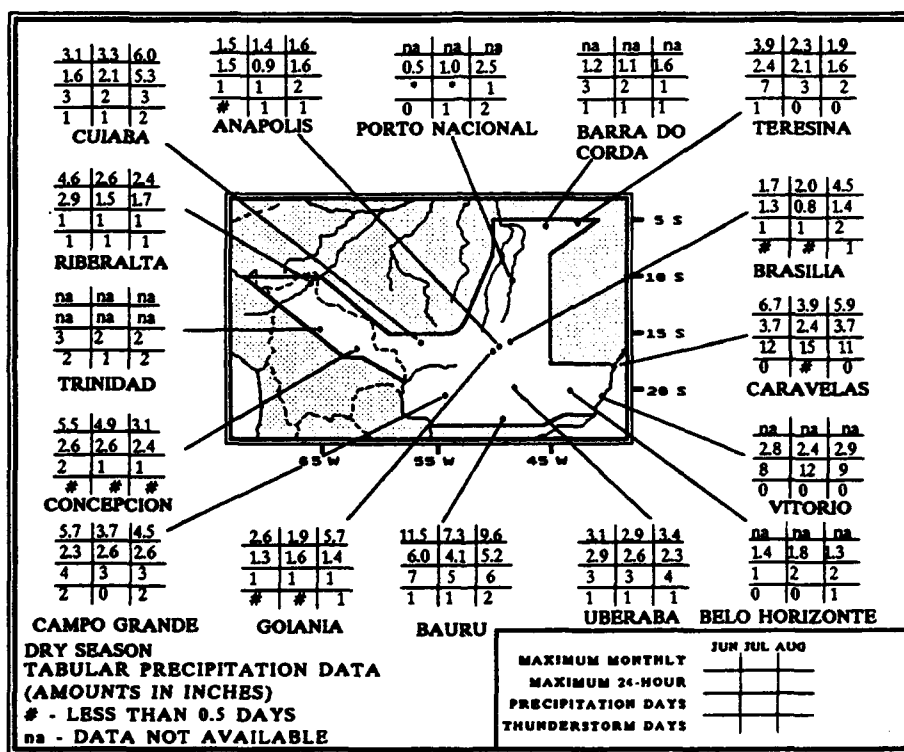 3.1 3.3 6.0
1.6 2.1 5.3
3 2 3
1 1 2
CUIABA
1.5 1.4 1.6
1.5 0.9 1.6
1 1 2
# 1 1
ANAPOLIS
na na na
0.5 1.0 2.5
* * 1
0 1 2
PORTO NACIONAL
na na na
1.2 1.1 1.6
3 2 1
1 1 1
BARRA DO
CORDA
3.9 2.3 1.9
2.4 2.1 1.6
7 3 2
1 0 0
TERESINA
4.6 2.6 2.4
2.9 1.5 1.7
1 1 1
1 1 1
RIBERALTA
1.7 2.0 4.5
1.3 0.8 1.4
1 1 2
# # 1
BRASILIA
na na na
na na na
3 2 2
2 1 2
TRINIDAD
6.7 3.9 5.9
3.7 2.4 3.7
12 15 11
0 # 0
CARAVELAS
5.5 4.9 3.1
2.6 2.6 2.4
2 1 1
# # #
CONCEPCION
na na na
2.8 2.4 2.9
8 12 9
0 0 0
VITORIO
5 S
10 S
15 S
20 S
65 W 55 W 45 W
5.7 3.7 4.5
2.3 2.6 2.6
4 3 3
2 0 2
CAMPO GRANDE
2.6 1.9 5.7
1.3 1.6 1.4
1 1 1
# # 1
GOIANIA
11.5 7.3 9.6
6.0 4.1 5.2
7 5 6
1 1 2
BAURU
3.1 2.9 3.4
2.9 2.6 2.3
3 3 4
1 1 1
UBERABA
na na na
1.4 1.8 1.3
1 2 2
0 0 1
BELO HORIZONTE
DRY SEASON
TABULAR PRECIPITATION DATA
(AMOUNTS IN INCHES)
# - LESS THAN 0.5 DAYS
na - DATA NOT AVAILABLE
JUN JUL AUG
MAXIMUM MONTHLY
MAXIMUM 24-HOUR
PRECIPITATION DAYS
THUNDERSTORM DAYS